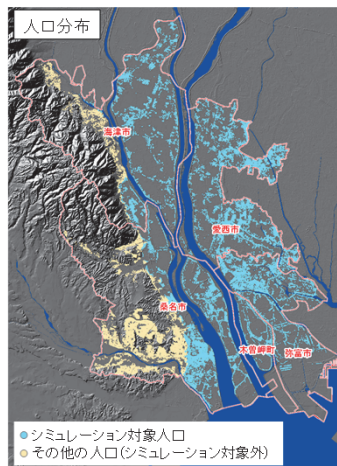 人口分布
海津市
愛西市
桑名市
木曽岬町
弥富市
シミュレーション対象人口
その他の人口(シミュレーション対象外)